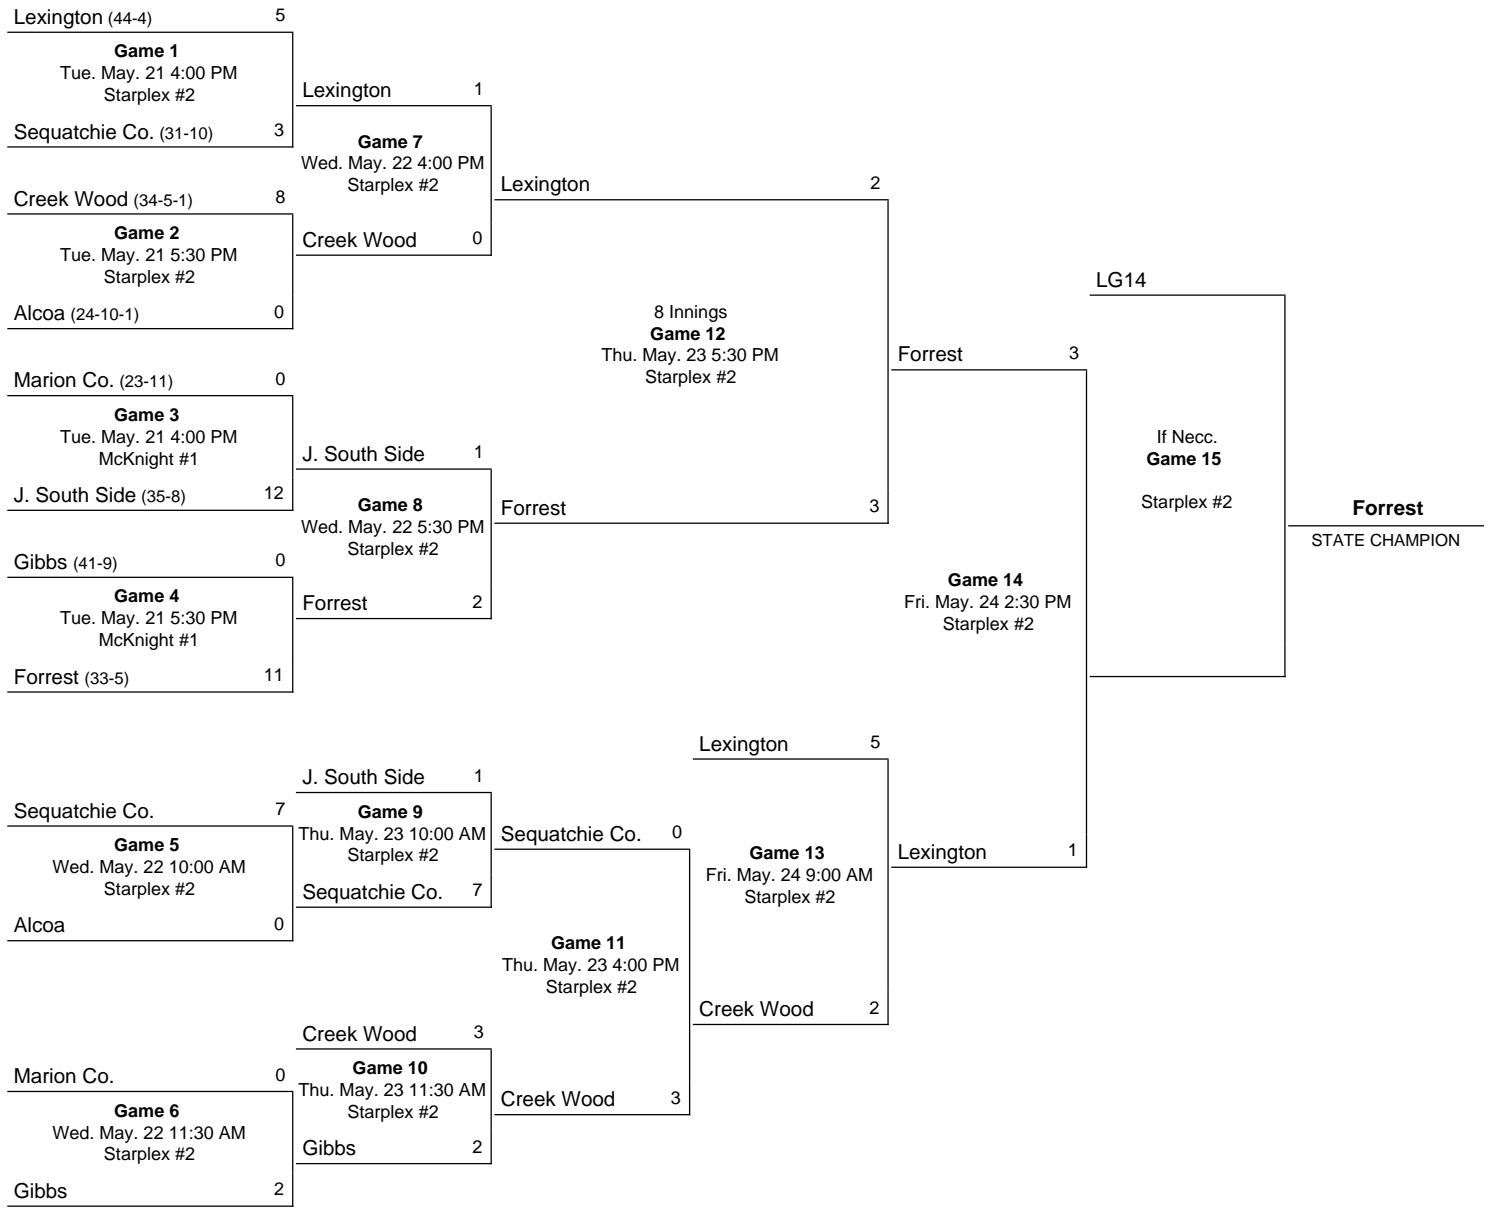 Lexington (44-4) 5
Game 1
Tue. May. 21 4:00 PM
Starplex #2
Sequatchie Co. (31-10) 3
Creek Wood (34-5-1) 8
Game 2
Tue. May. 21 5:30 PM
Starplex #2
Alcoa (24-10-1) 0
Marion Co. (23-11) 0
Game 3
Tue. May. 21 4:00 PM
McKnight #1
J. South Side (35-8) 12
Gibbs (41-9) 0
Game 4
Tue. May. 21 5:30 PM
McKnight #1
Forrest (33-5) 11
Lexington 1
Game 7
Wed. May. 22 4:00 PM
Starplex #2
Creek Wood 0
J. South Side 1
Game 8
Wed. May. 22 5:30 PM
Starplex #2
Forrest 2
Lexington 2
8 Innings
Game 12
Thu. May. 23 5:30 PM
Starplex #2
Forrest 3
Forrest 3
Game 14
Fri. May. 24 2:30 PM
Starplex #2
Lexington 1
LG14
If Necc.
Game 15
Starplex #2
Forrest
STATE CHAMPION
Sequatchie Co. 7
Game 5
Wed. May. 22 10:00 AM
Starplex #2
Alcoa 0
Marion Co. 0
Game 6
Wed. May. 22 11:30 AM
Starplex #2
Gibbs 2
J. South Side 1
Game 9
Thu. May. 23 10:00 AM
Starplex #2
Sequatchie Co. 7
Creek Wood 3
Game 10
Thu. May. 23 11:30 AM
Starplex #2
Gibbs 2
Sequatchie Co. 0
Game 11
Thu. May. 23 4:00 PM
Starplex #2
Creek Wood 3
Lexington 5
Game 13
Fri. May. 24 9:00 AM
Starplex #2
Creek Wood 2